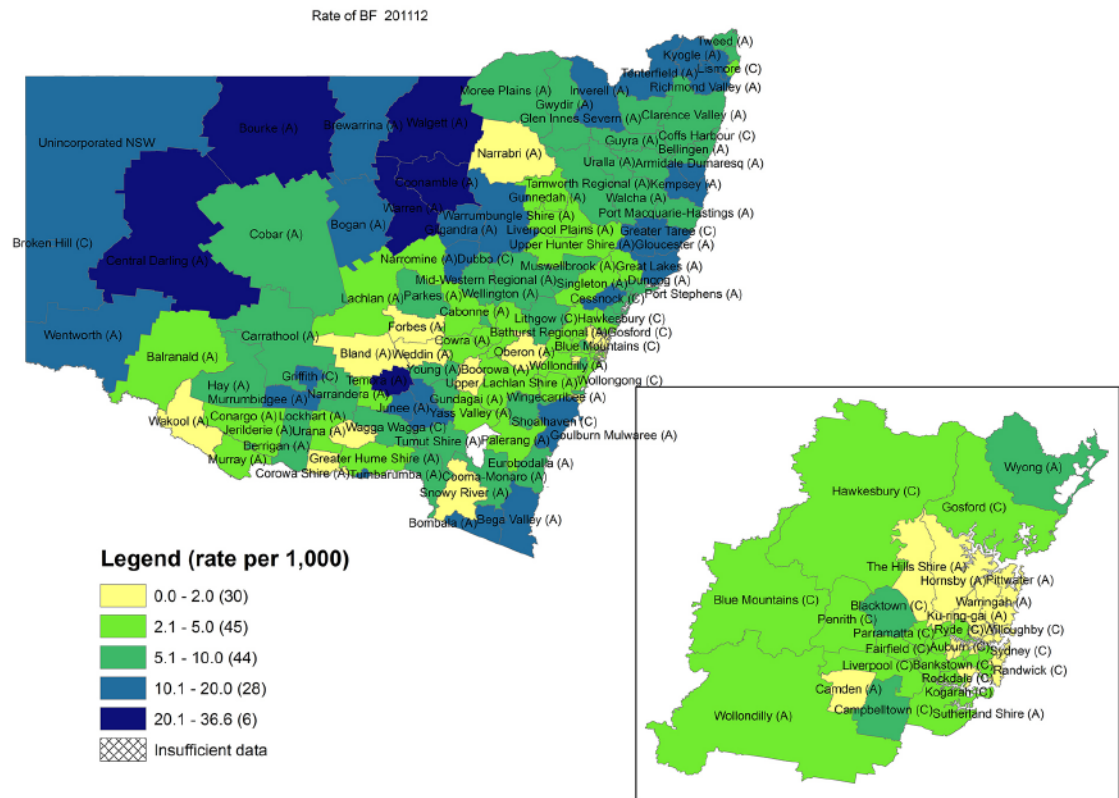 Rate of BF 201112
Tweed (A)
Kyogle (A)
Tenterfield (A)
Lismore (C)
Richmond Valley (A)
Moree Plains (A)
Inverell (A)
Gwydir (A)
Glen Innes Severn (A)
Clarence Valley (A)
Bourke (A)
Brewarrina (A)
Walgett (A)
Unincorporated NSW
Coffs Harbour (C)
Guyra (A)
Bellingen (A)
Narrabri (A)
Uralla (A)
Armidale Dumaresq (A)
Coonamble (A)
Tamworth Regional (A)
Kempsey (A)
Gunnedah (A)
Walcha (A)
Warren (A)
Warrumbungle Shire (A)
Port Macquarie-Hastings (A)
Cobar (A)
Bogan (A)
Gilgandra (A)
Liverpool Plains (A)
Greater Taree (C)
Broken Hill (C)
Upper Hunter Shire (A)
Gloucester (A)
Central Darling (A)
Narromine (A)
Dubbo (C)
Muswellbrook (A)
Great Lakes (A)
Mid-Western Regional (A)
Singleton (A)
Dungog (A)
Lachlan (A)
Parkes (A)
Wellington (A)
Cessnock (C)
Port Stephens (A)
Cabonne (A)
Lithgow (C)
Hawkesbury (C)
Wentworth (A)
Carrathool (A)
Forbes (A)
Bathurst Regional (A)
Gosford (C)
Cowra (A)
Blue Mountains (C)
Balranald (A)
Bland (A)
Weddin (A)
Oberon (A)
Young (A)
Boorowa (A)
Wollondilly (A)
Griffith (C)
Temora (A)
Upper Lachlan Shire (A)
Wollongong (C)
Hay (A)
Narrandera (A)
Gundagai (A)
Wingecarribee (A)
Murrumbidgee (A)
Junee (A)
Yass Valley (A)
Wakool (A)
Conargo (A)
Lockhart (A)
Shoalhaven (C)
Jerilderie (A)
Urana (A)
Wagga Wagga (C)
Goulburn Mulwaree (A)
Berrigan (A)
Tumut Shire (A)
Palerang (A)
Murray (A)
Greater Hume Shire (A)
Eurobodalla (A)
Corowa Shire (A)
Tumbarumba (A)
Cooma-Monaro (A)
Snowy River (A)
Bombala (A)
Bega Valley (A)
Legend (rate per 1,000)
0.0 - 2.0 (30)
2.1 - 5.0 (45)
5.1 - 10.0 (44)
10.1 - 20.0 (28)
20.1 - 36.6 (6)
Insufficient data
Wyong (A)
Hawkesbury (C)
Gosford (C)
The Hills Shire (A)
Hornsby (A)
Pittwater (A)
Blue Mountains (C)
Blacktown (C)
Warringah (A)
Penrith (C)
Ku-ring-gai (A)
Parramatta (C)
Ryde (C)
Willoughby (C)
Fairfield (C)
Auburn (C)
Sydney (C)
Liverpool (C)
Bankstown (C)
Randwick (C)
Rockdale (C)
Camden (A)
Kogarah (C)
Campbelltown (C)
Wollondilly (A)
Sutherland Shire (A)